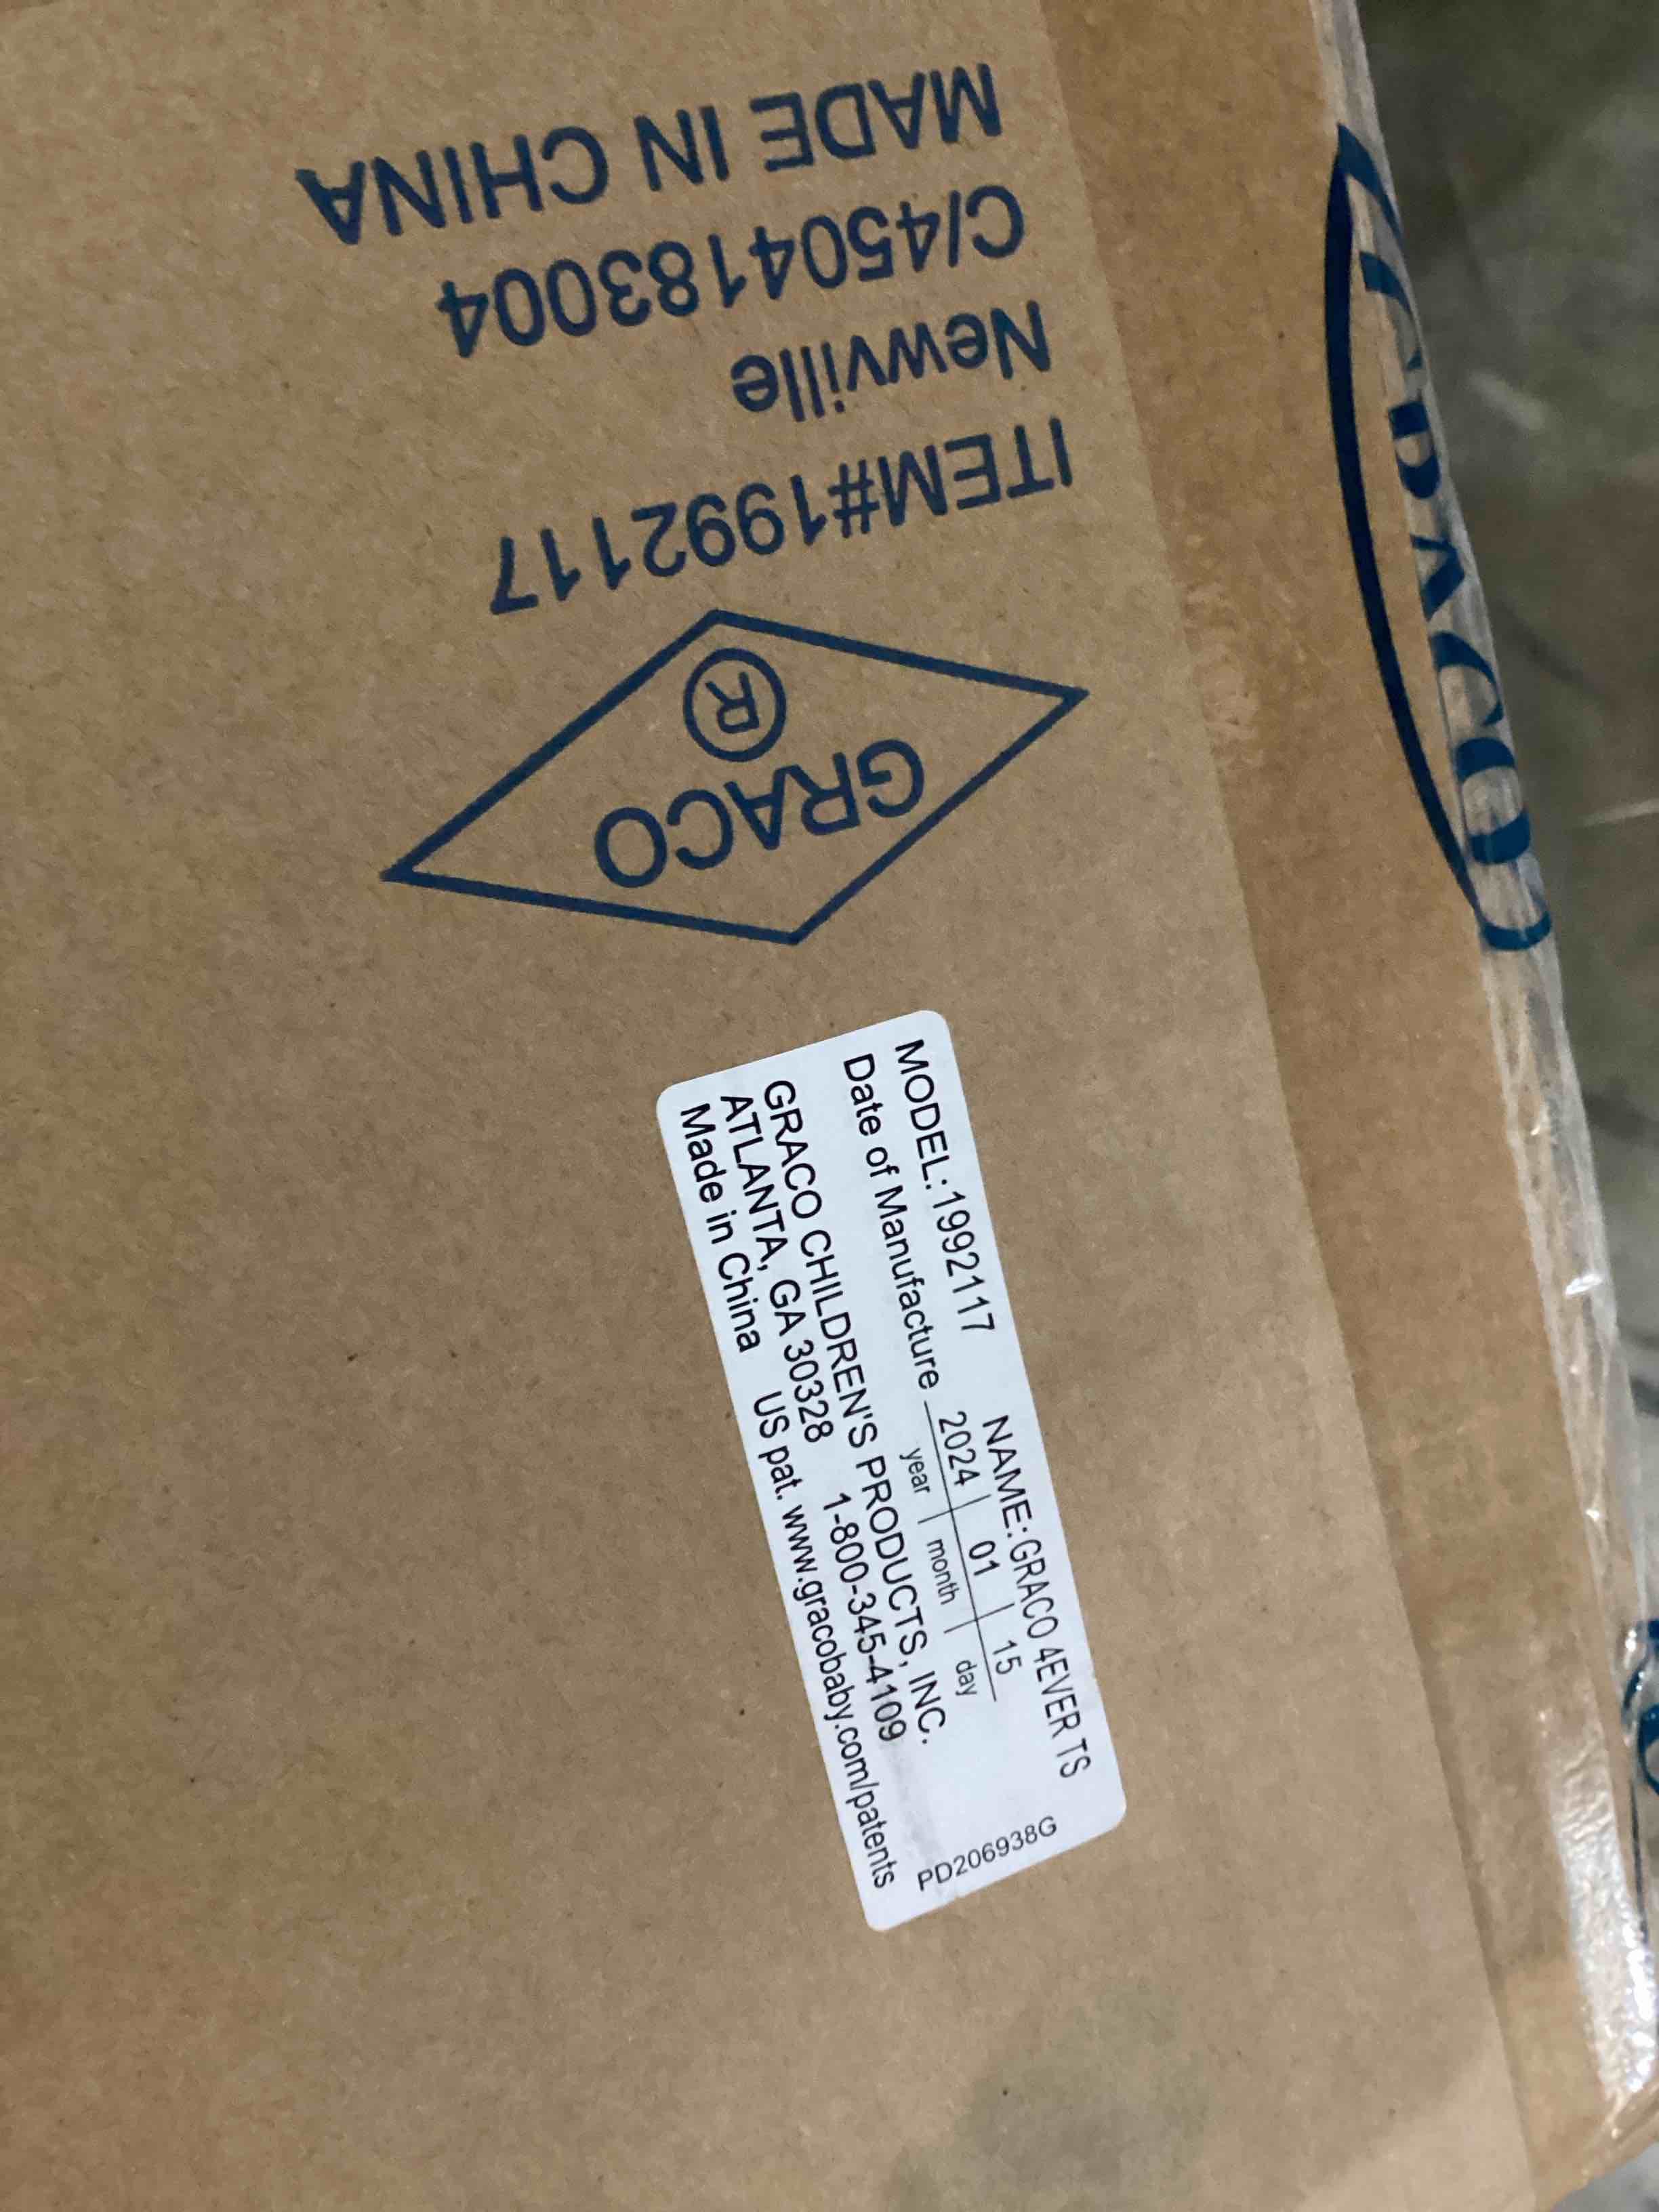 GRACO
®
ITEM#1992117
Newville
C/4504183004
MADE IN CHINA
MODEL:1992117 NAME:GRACO 4EVER TS
Date of Manufacture 2024 | 01 | 15
year | month | day
GRACO CHILDREN'S PRODUCTS, INC.
ATLANTA, GA 30328 1-800-345-4109
Made in China US pat. www.gracobaby.com/patents
PD206938G
GRACO